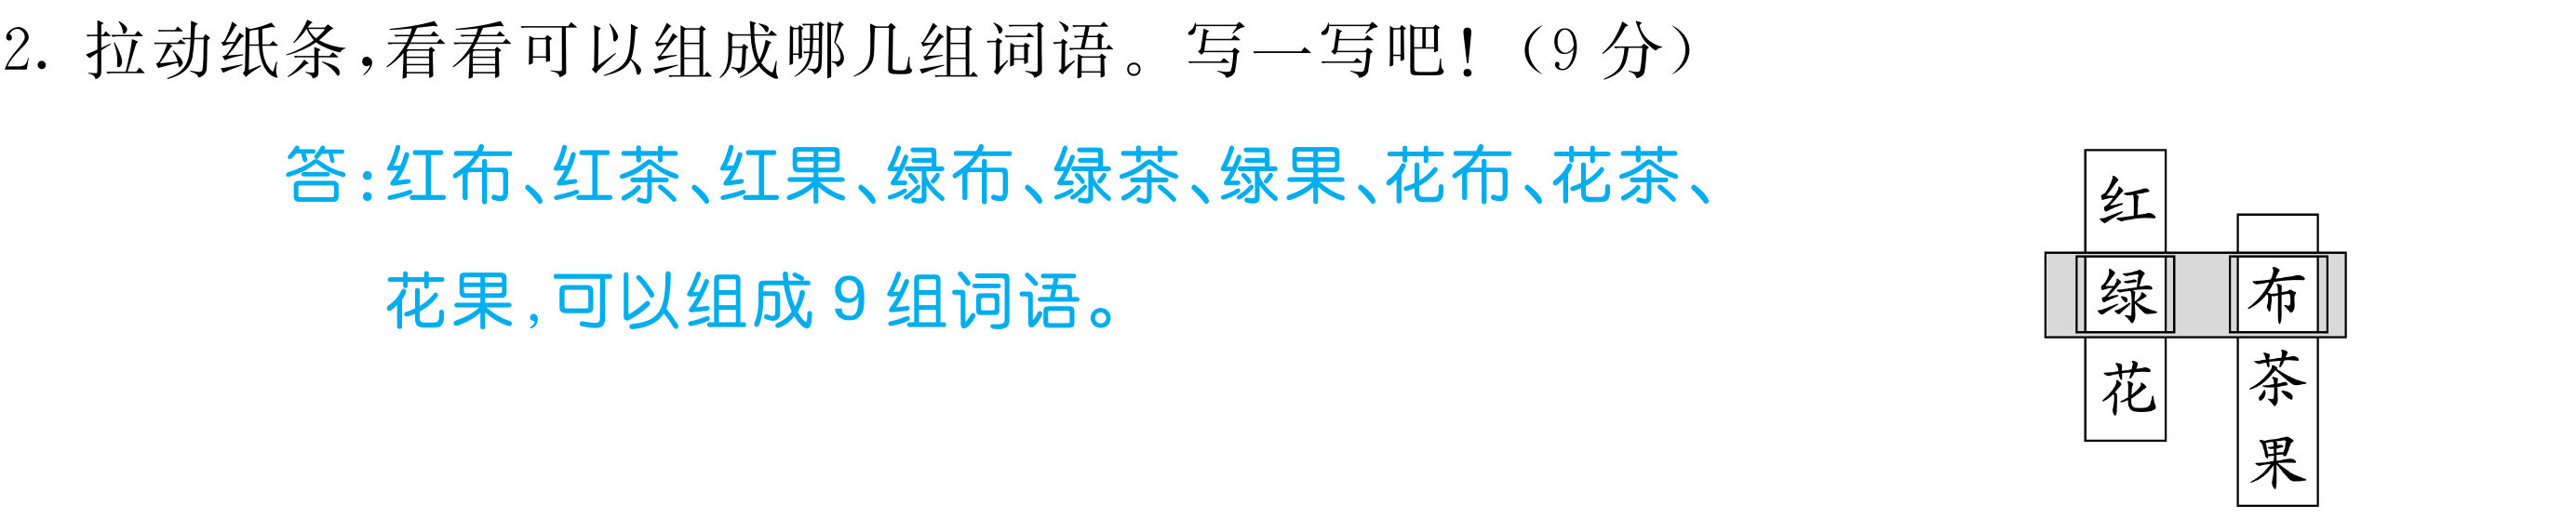 2. 拉动纸条,看看可以组成哪几组词语。写一写吧!(9 分)
答:红布、红茶、红果、绿布、绿茶、绿果、花布、花茶、
花果,可以组成 9 组词语。
红
绿 布
花 茶
果